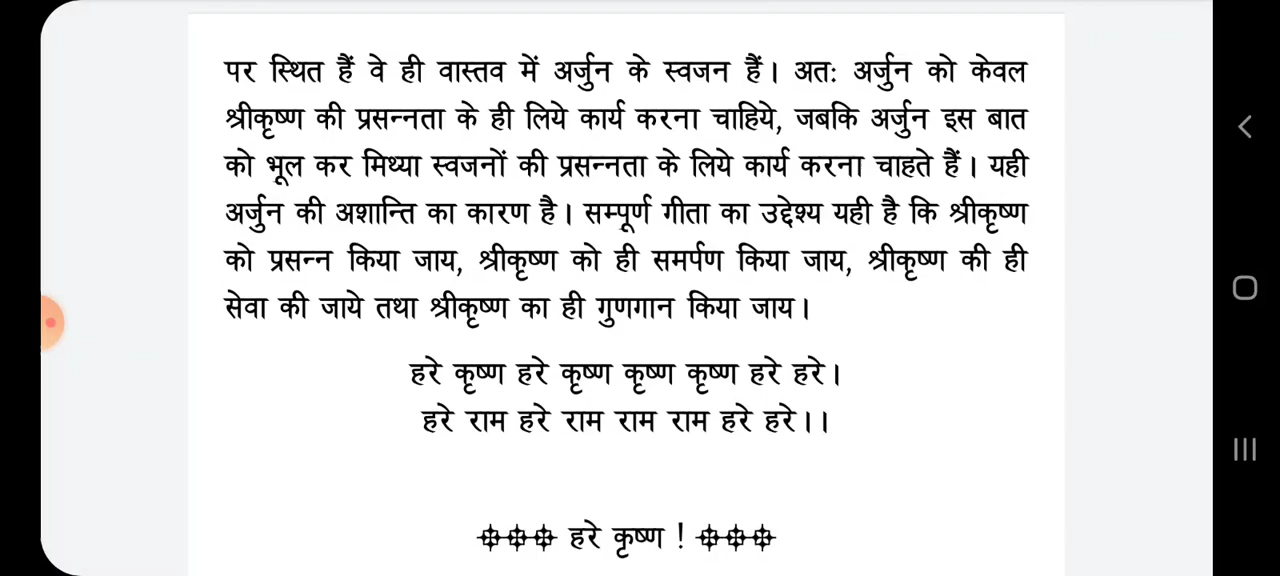 पर स्थित हैं वे ही वास्तव में अर्जुन के स्वजन हैं। अतः अर्जुन को केवल
श्रीकृष्ण की प्रसन्नता के ही लिये कार्य करना चाहिये, जबकि अर्जुन इस बात
को भूल कर मिथ्या स्वजनों की प्रसन्नता के लिये कार्य करना चाहते हैं। यही
अर्जुन की अशान्ति का कारण है। सम्पूर्ण गीता का उद्देश्य यही है कि श्रीकृष्ण
को प्रसन्न किया जाय, श्रीकृष्ण को ही समर्पण किया जाय, श्रीकृष्ण की ही
सेवा की जाये तथा श्रीकृष्ण का ही गुणगान किया जाय।
हरे कृष्ण हरे कृष्ण कृष्ण कृष्ण हरे हरे।
हरे राम हरे राम राम राम हरे हरे।।
हरे कृष्ण !